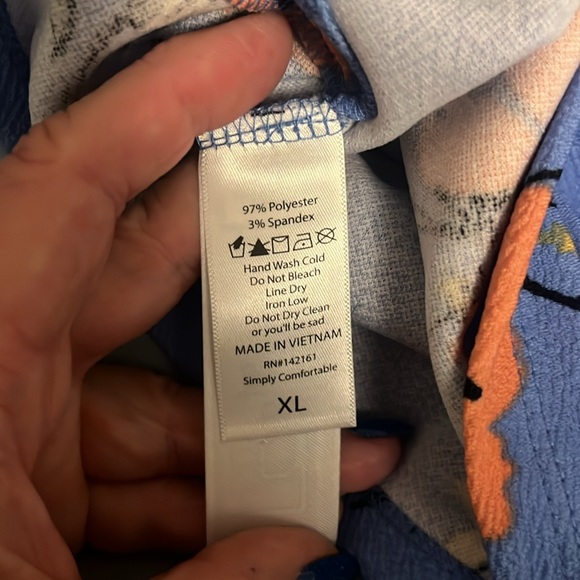 97% Polyester
3% Spandex
Hand Wash Cold
Do Not Bleach
Line Dry
Iron Low
Do Not Dry Clean
or you'll be sad
MADE IN VIETNAM
RN#142161
Simply Comfortable
XL